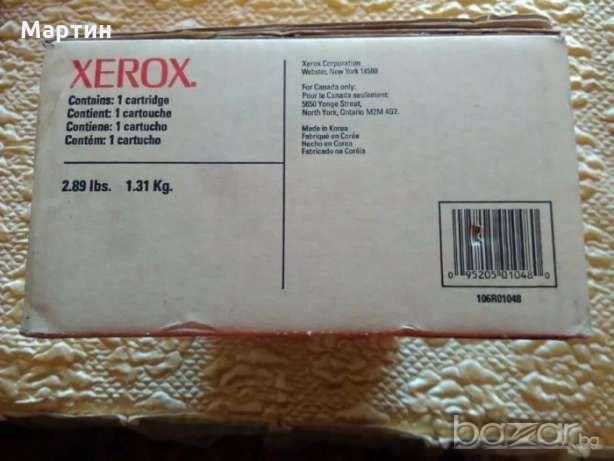 Мартин
XEROX.
Contains: 1 cartridge
Contient: 1 cartouche
Contiene: 1 cartucho
Contém: 1 cartucho
2.89 lbs. 1.31 Kg.
Xerox Corporation
Webster, New York 14580
For Canada only:
Pour le Canada seulement:
5650 Yonge Street,
North York, Ontario M2M 4G7.
Made in Korea
Fabriqué en Corée
Hecho en Corea
Fabricado na Coréia
0 95205 01048 0
106R01048
bazar.bg